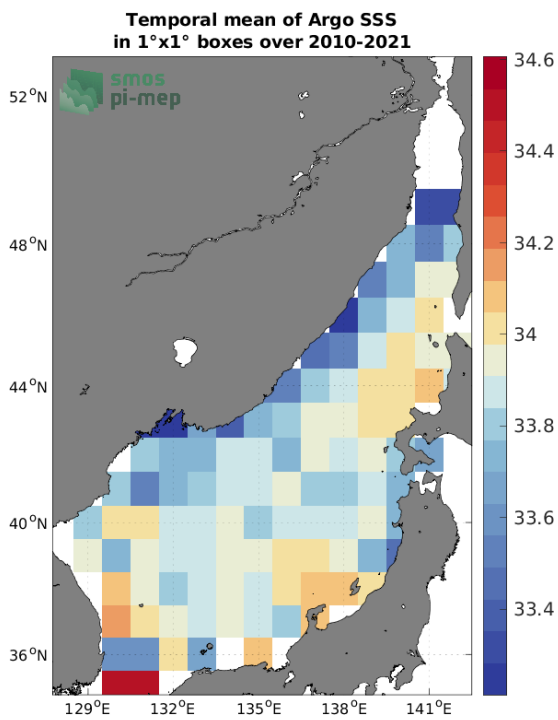 Temporal mean of Argo SSS
in 1°x1° boxes over 2010-2021
smos
pi-mep
52°N
48°N
44°N
40°N
36°N
129°E
132°E
135°E
138°E
141°E
34.6
34.4
34.2
34
33.8
33.6
33.4